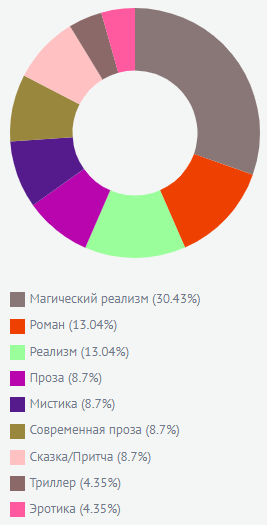 Магический реализм (30.43%)
Роман (13.04%)
Реализм (13.04%)
Проза (8.7%)
Мистика (8.7%)
Современная проза (8.7%)
Сказка/Притча (8.7%)
Триллер (4.35%)
Эротика (4.35%)